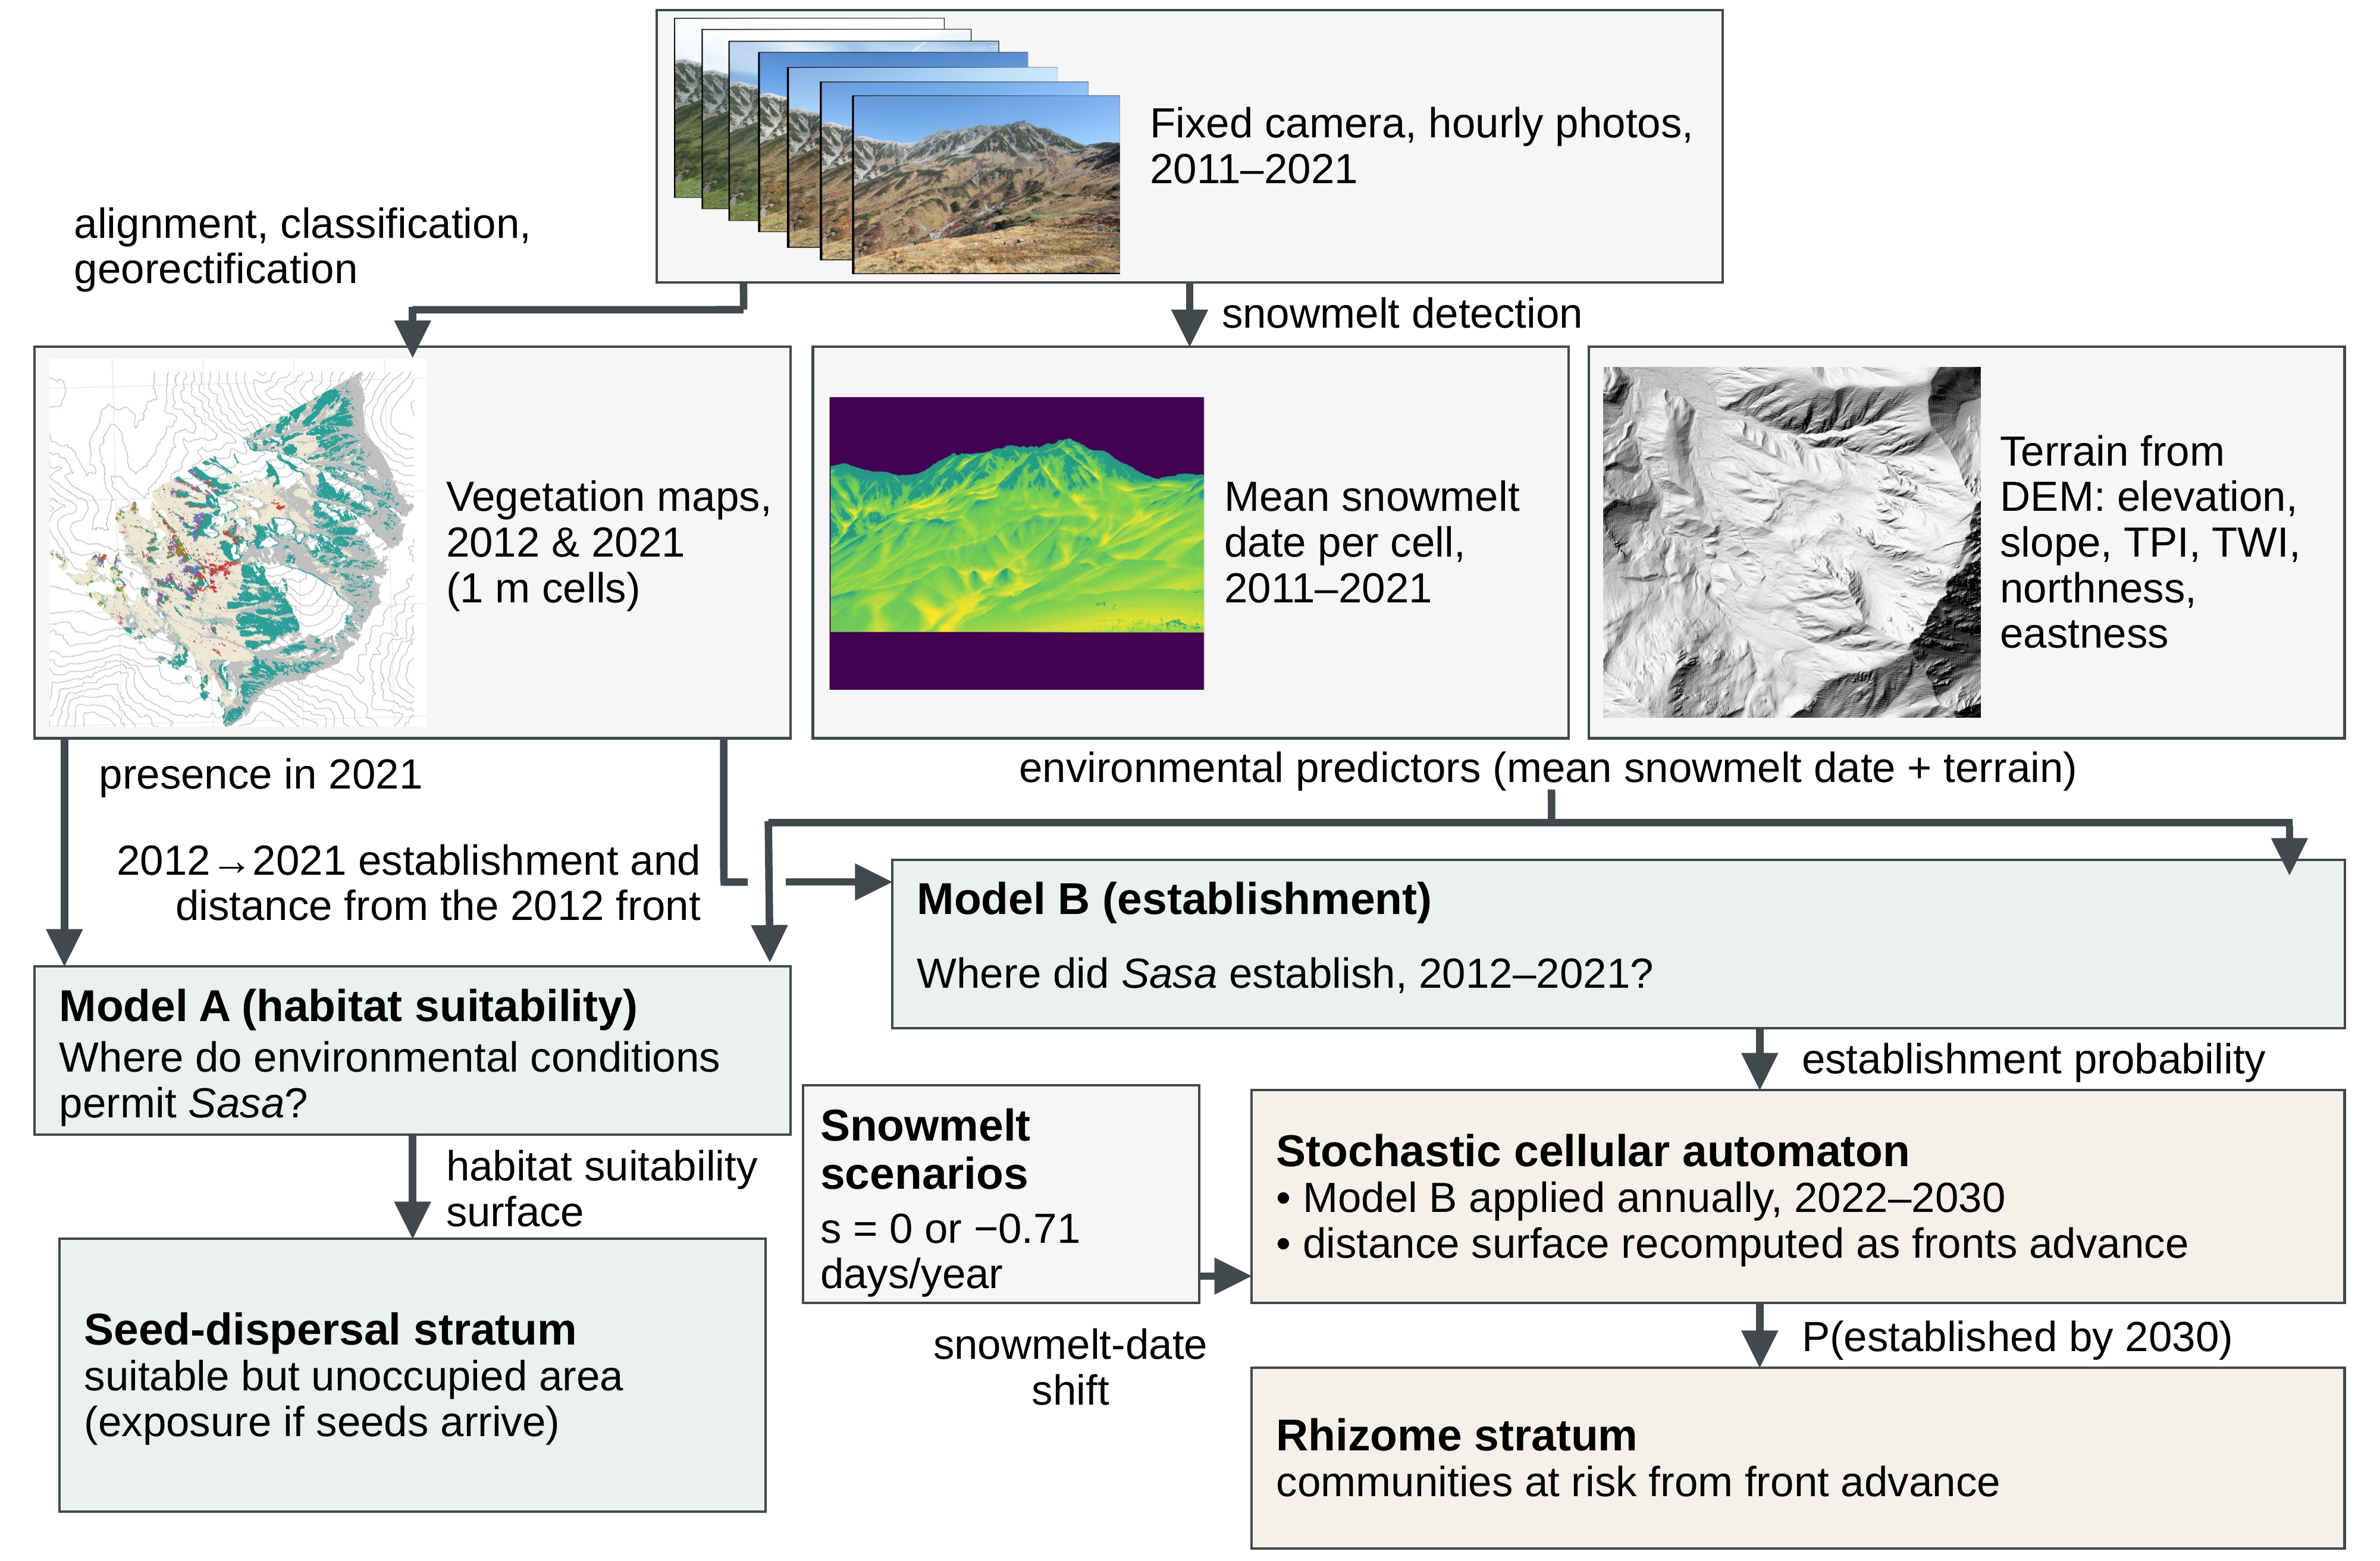 Fixed camera, hourly photos,
2011–2021
alignment, classification,
georectification
snowmelt detection
Vegetation maps,
2012 & 2021
(1 m cells)
Mean snowmelt
date per cell,
2011–2021
Terrain from
DEM: elevation,
slope, TPI, TWI,
northness,
eastness
presence in 2021
environmental predictors (mean snowmelt date + terrain)
2012→2021 establishment and
distance from the 2012 front
Model B (establishment)
Where did Sasa establish, 2012–2021?
Model A (habitat suitability)
Where do environmental conditions
permit Sasa?
establishment probability
Snowmelt
scenarios
s = 0 or −0.71
days/year
Stochastic cellular automaton
• Model B applied annually, 2022–2030
• distance surface recomputed as fronts advance
habitat suitability
surface
Seed-dispersal stratum
suitable but unoccupied area
(exposure if seeds arrive)
snowmelt-date
shift
P(established by 2030)
Rhizome stratum
communities at risk from front advance